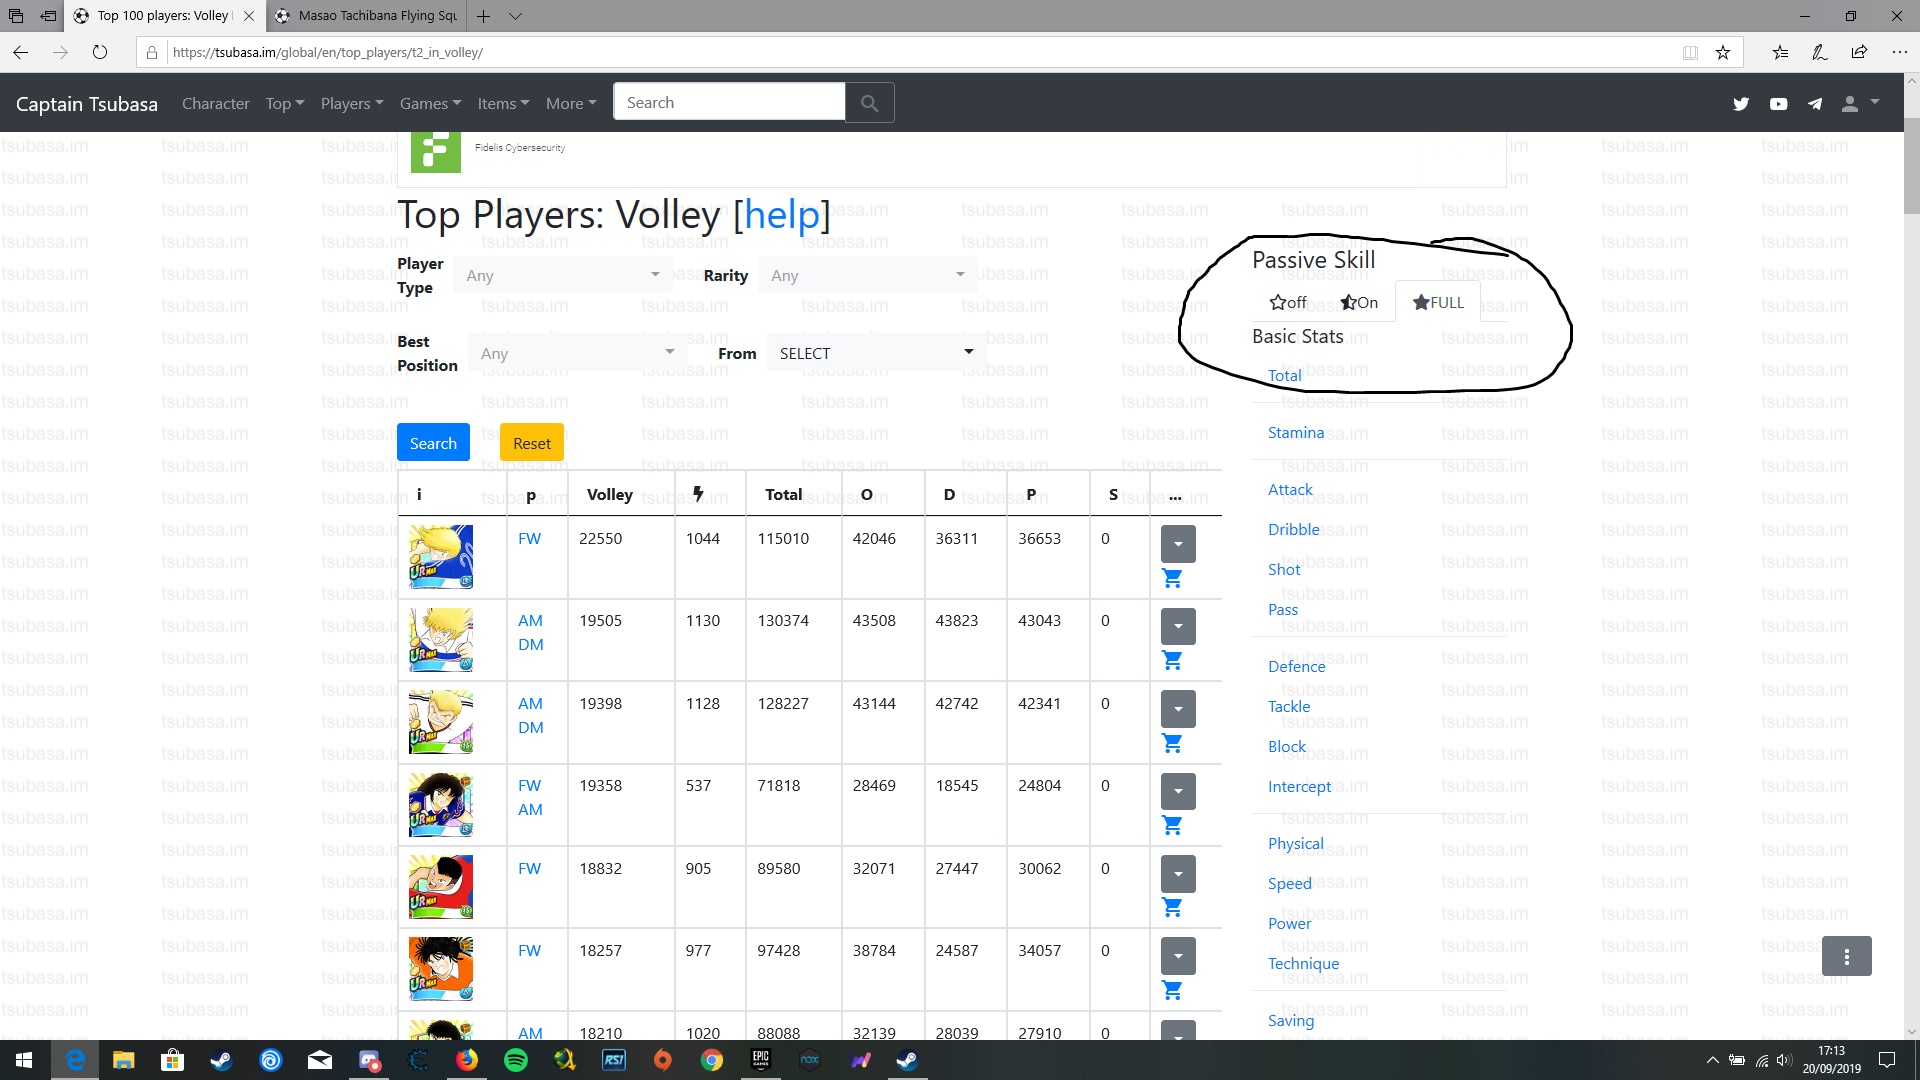 Top 100 players: Volley
Masao Tachibana Flying Squ
https://tsubasa.im/global/en/top_players/t2_in_volley/
Captain Tsubasa Character Top Players Games Items More Search
Fidelis Cybersecurity
Top Players: Volley [help]
Player Type Any Rarity Any
Best Position Any From SELECT
Search Reset
i p Volley Total O D P S ...
FW 22550 1044 115010 42046 36311 36653 0
AM DM 19505 1130 130374 43508 43823 43043 0
AM DM 19398 1128 128227 43144 42742 42341 0
FW AM 19358 537 71818 28469 18545 24804 0
FW 18832 905 89580 32071 27447 30062 0
FW 18257 977 97428 38784 24587 34057 0
AM 18210 1020 88088 32139 28039 27910 0
Passive Skill
off On FULL
Basic Stats
Total
Stamina
Attack
Dribble
Shot
Pass
Defence
Tackle
Block
Intercept
Physical
Speed
Power
Technique
Saving
tsubasa.im
RSI
EPIC GAMES
nox
17:13
20/09/2019